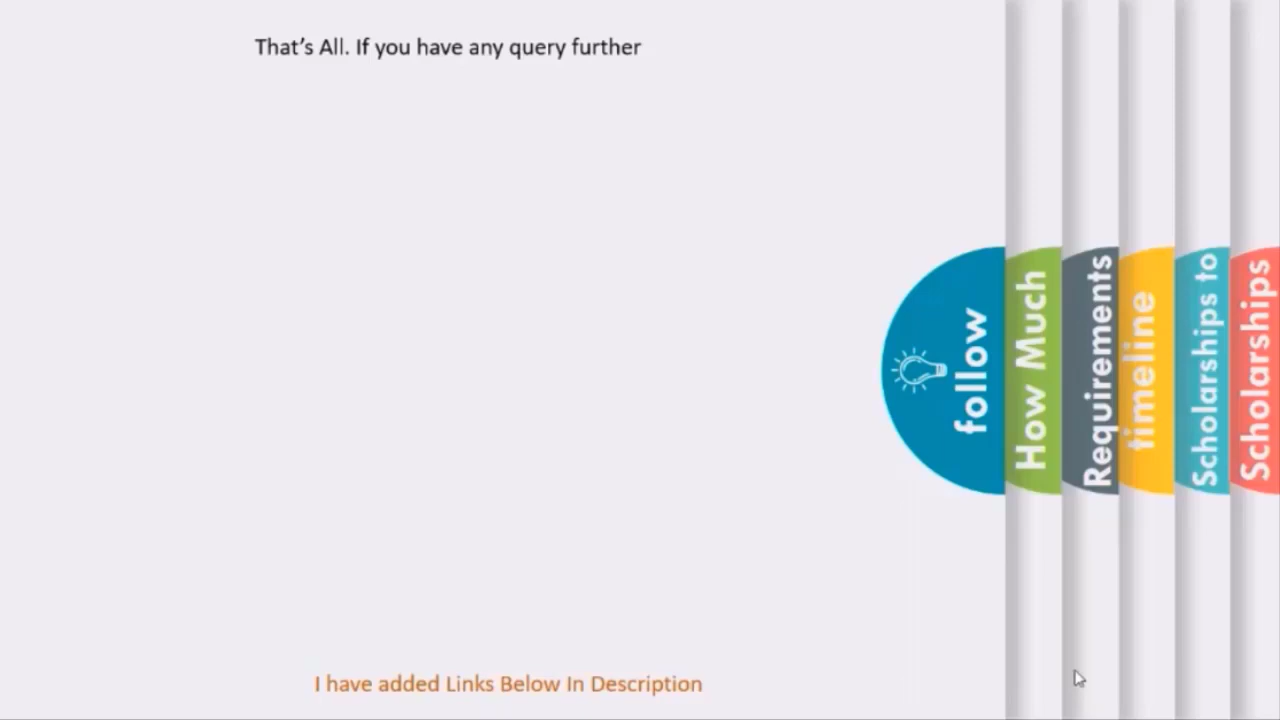 That's All. If you have any query further
follow
How Much
Requirements
timeline
Scholarships to
Scholarships
I have added Links Below In Description